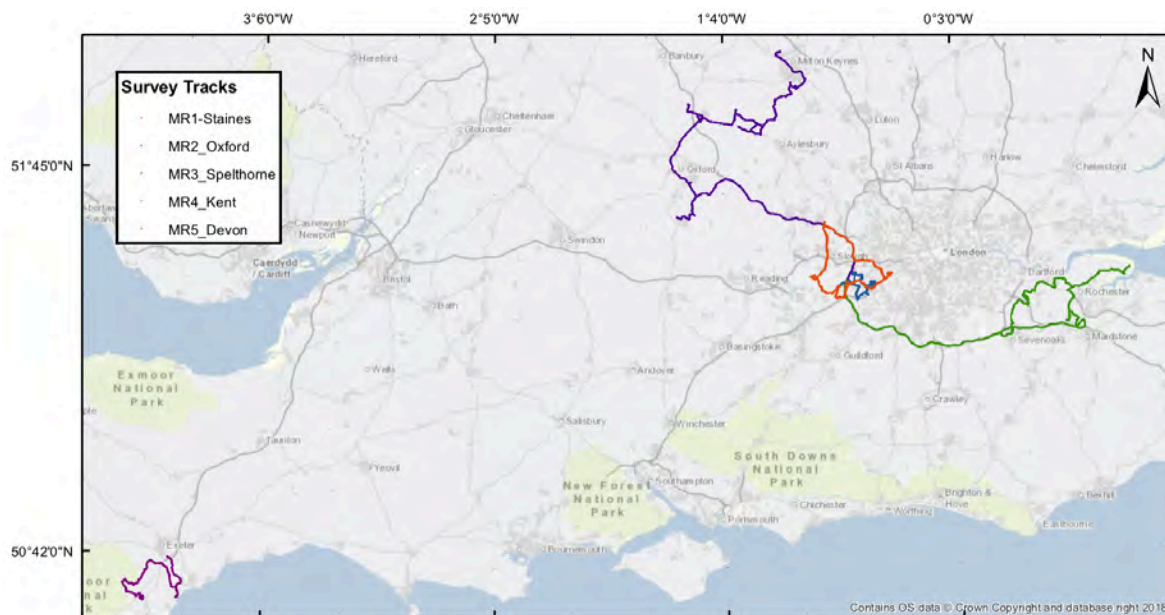 3°6'0"W 2°5'0"W 1°4'0"W 0°3'0"W
Survey Tracks
MR1-Staines
MR2_Oxford
MR3_Spelthorne
MR4_Kent
MR5_Devon
N
51°45'0"N
50°42'0"N
Hereford
Banbury
Milton Keynes
Cheltenham
Gloucester
Luton
Aylesbury
St Albans
Harlow
Chelmsford
Oxford
Casnewydd
Newport
Caerdydd
/ Cardiff
Swindon
Slough
London
Bristol
Reading
Dartford
Rochester
Bath
Basingstoke
Guildford
Sevenoaks
Maidstone
Exmoor
National
Park
Wells
Andover
Crawley
Salisbury
Winchester
Taunton
Yeovil
South Downs
National
Park
New Forest
National
Park
Southampton
Chichester
Brighton &
Hove
Bexhill
Portsmouth
Worthing
Eastbourne
Exeter
Bournemouth
Contains OS data © Crown Copyright and database right 2018